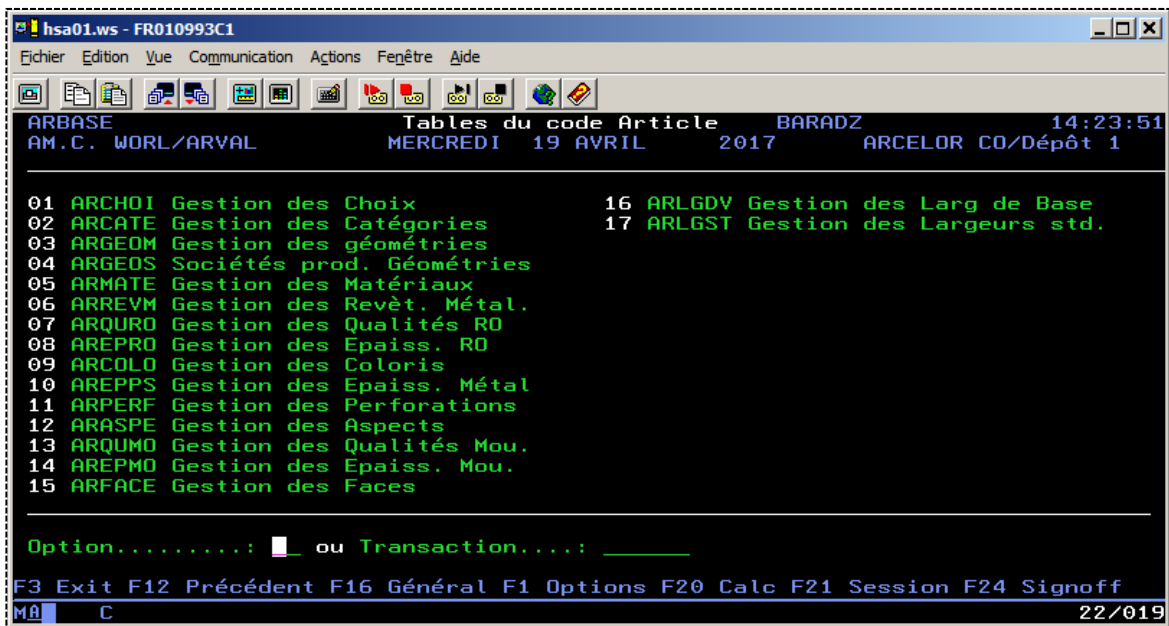 hsa01.ws - FR010993C1
Fichier Edition Vue Communication Actions Fenêtre Aide
ARBASE Tables du code Article BARADZ 14:23:51
AM.C. WORL/ARVAL MERCREDI 19 AVRIL 2017 ARCELOR CO/Dépôt 1
01 ARCHOI Gestion des Choix 16 ARLGDV Gestion des Larg de Base
02 ARCATE Gestion des Catégories 17 ARLGST Gestion des Largeurs std.
03 ARGEOM Gestion des géométries
04 ARGEOS Sociétés prod. Géométries
05 ARMATE Gestion des Matériaux
06 ARREVM Gestion des Revèt. Métal.
07 ARQURO Gestion des Qualités RO
08 AREPRO Gestion des Epaiss. RO
09 ARCOLO Gestion des Coloris
10 AREPPS Gestion des Epaiss. Métal
11 ARPERF Gestion des Perforations
12 ARASPE Gestion des Aspects
13 ARQUMO Gestion des Qualités Mou.
14 AREPMO Gestion des Epaiss. Mou.
15 ARFACE Gestion des Faces
Option.........: __ ou Transaction....: _______
F3 Exit F12 Précédent F16 Général F1 Options F20 Calc F21 Session F24 Signoff
MA C 22/019